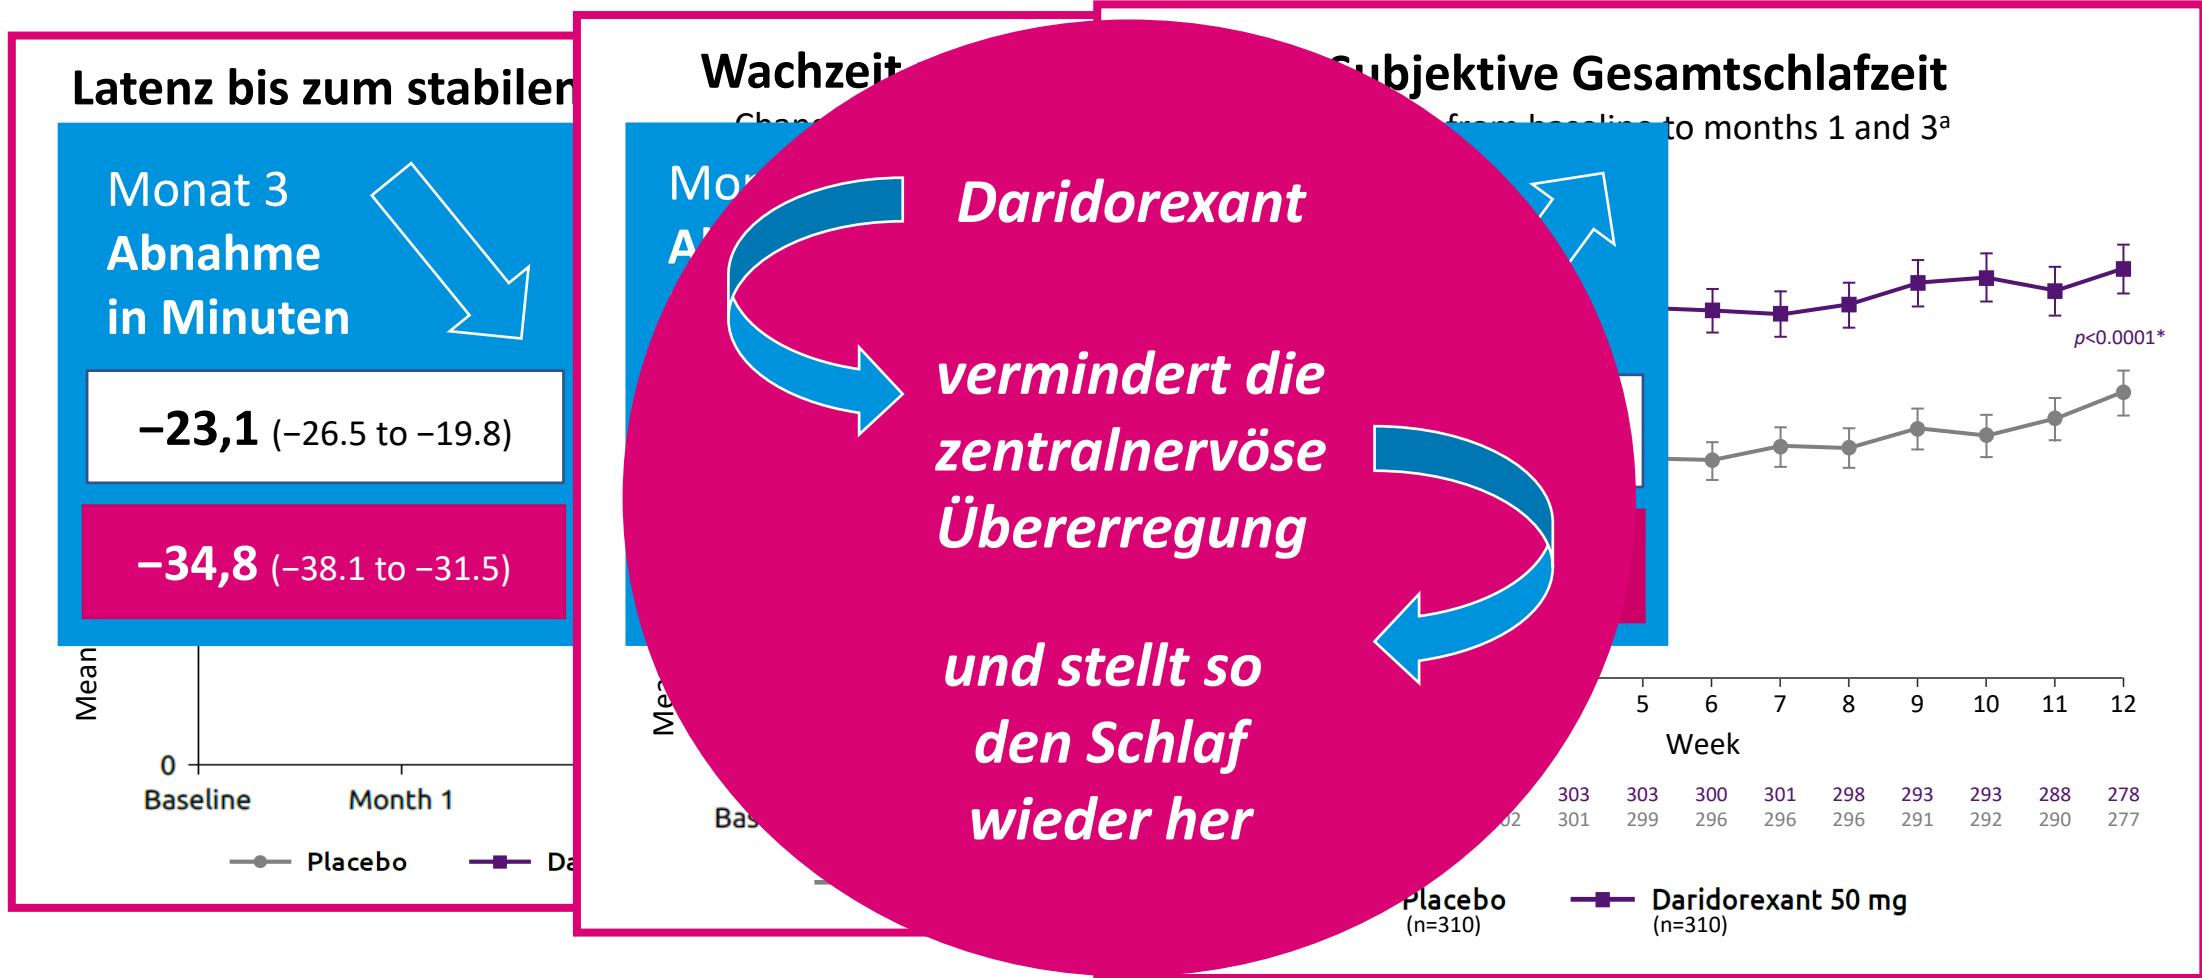 Latenz bis zum stabilen
Monat 3
Abnahme
in Minuten
−23,1 (−26.5 to −19.8)
−34,8 (−38.1 to −31.5)
Mean
0
Baseline
Month 1
Placebo
Wachzeit
Daridorexant
vermindert die
zentralnervöse
Übererregung
und stellt so
den Schlaf
wieder her
Subjektive Gesamtschlafzeit
from baseline to months 1 and 3ᵃ
p<0.0001*
5 6 7 8 9 10 11 12
Week
303 303 300 301 298 293 293 288 278
301 299 296 296 296 291 292 290 277
Placebo
(n=310)
Daridorexant 50 mg
(n=310)